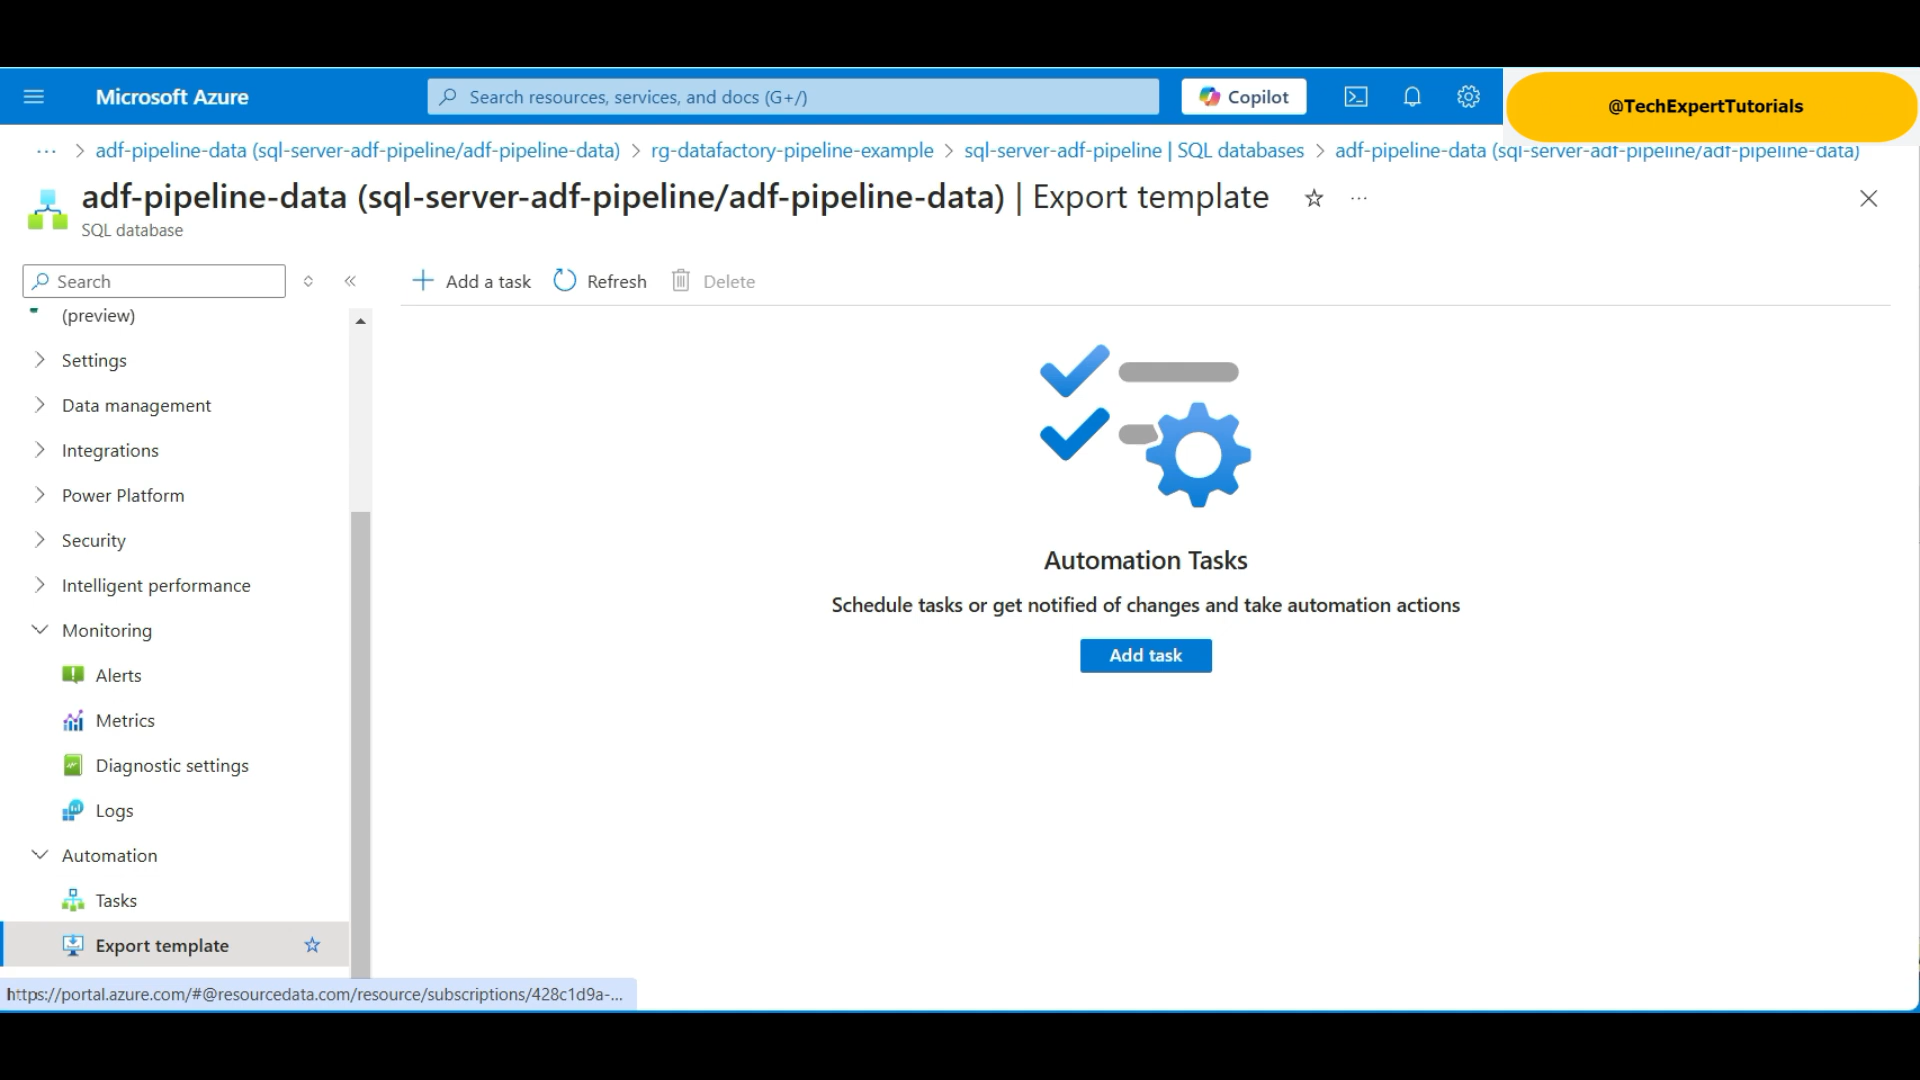 Microsoft Azure
Search resources, services, and docs (G+/)
Copilot
@TechExpertTutorials
... > adf-pipeline-data (sql-server-adf-pipeline/adf-pipeline-data) > rg-datafactory-pipeline-example > sql-server-adf-pipeline | SQL databases > adf-pipeline-data (sql-server-adf-pipeline/adf-pipeline-data)
adf-pipeline-data (sql-server-adf-pipeline/adf-pipeline-data) | Export template
SQL database
Search
Add a task
Refresh
Delete
(preview)
Settings
Data management
Integrations
Power Platform
Security
Intelligent performance
Monitoring
Alerts
Metrics
Diagnostic settings
Logs
Automation
Tasks
Export template
Automation Tasks
Schedule tasks or get notified of changes and take automation actions
Add task
https://portal.azure.com/#@resourcedata.com/resource/subscriptions/428c1d9a-...